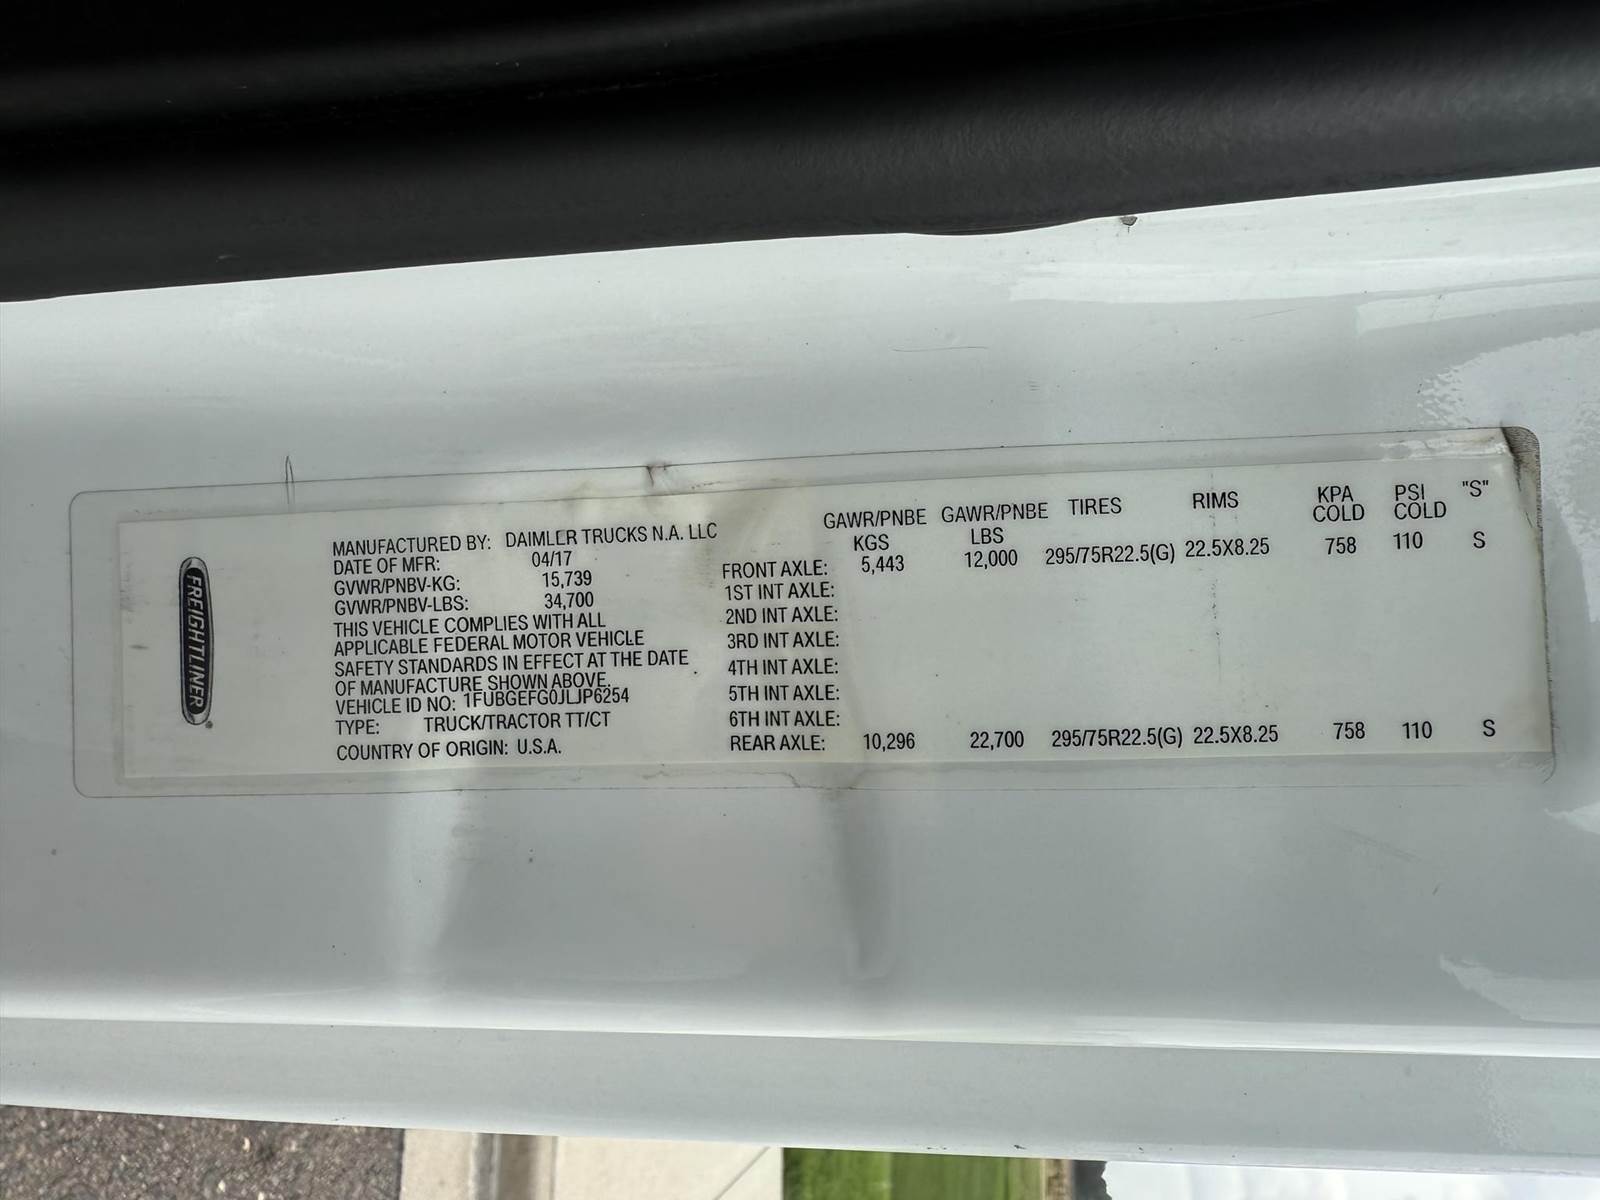 FREIGHTLINER
MANUFACTURED BY: DAIMLER TRUCKS N.A. LLC
DATE OF MFR: 04/17
GVWR/PNBV-KG: 15,739
GVWR/PNBV-LBS: 34,700
THIS VEHICLE COMPLIES WITH ALL
APPLICABLE FEDERAL MOTOR VEHICLE
SAFETY STANDARDS IN EFFECT AT THE DATE
OF MANUFACTURE SHOWN ABOVE.
VEHICLE ID NO: 1FUBGEFG0JLJP6254
TYPE: TRUCK/TRACTOR TT/CT
COUNTRY OF ORIGIN: U.S.A.
GAWR/PNBE GAWR/PNBE TIRES RIMS KPA PSI "S"
KGS LBS COLD COLD
FRONT AXLE: 5,443 12,000 295/75R22.5(G) 22.5X8.25 758 110 S
1ST INT AXLE:
2ND INT AXLE:
3RD INT AXLE:
4TH INT AXLE:
5TH INT AXLE:
6TH INT AXLE:
REAR AXLE: 10,296 22,700 295/75R22.5(G) 22.5X8.25 758 110 S